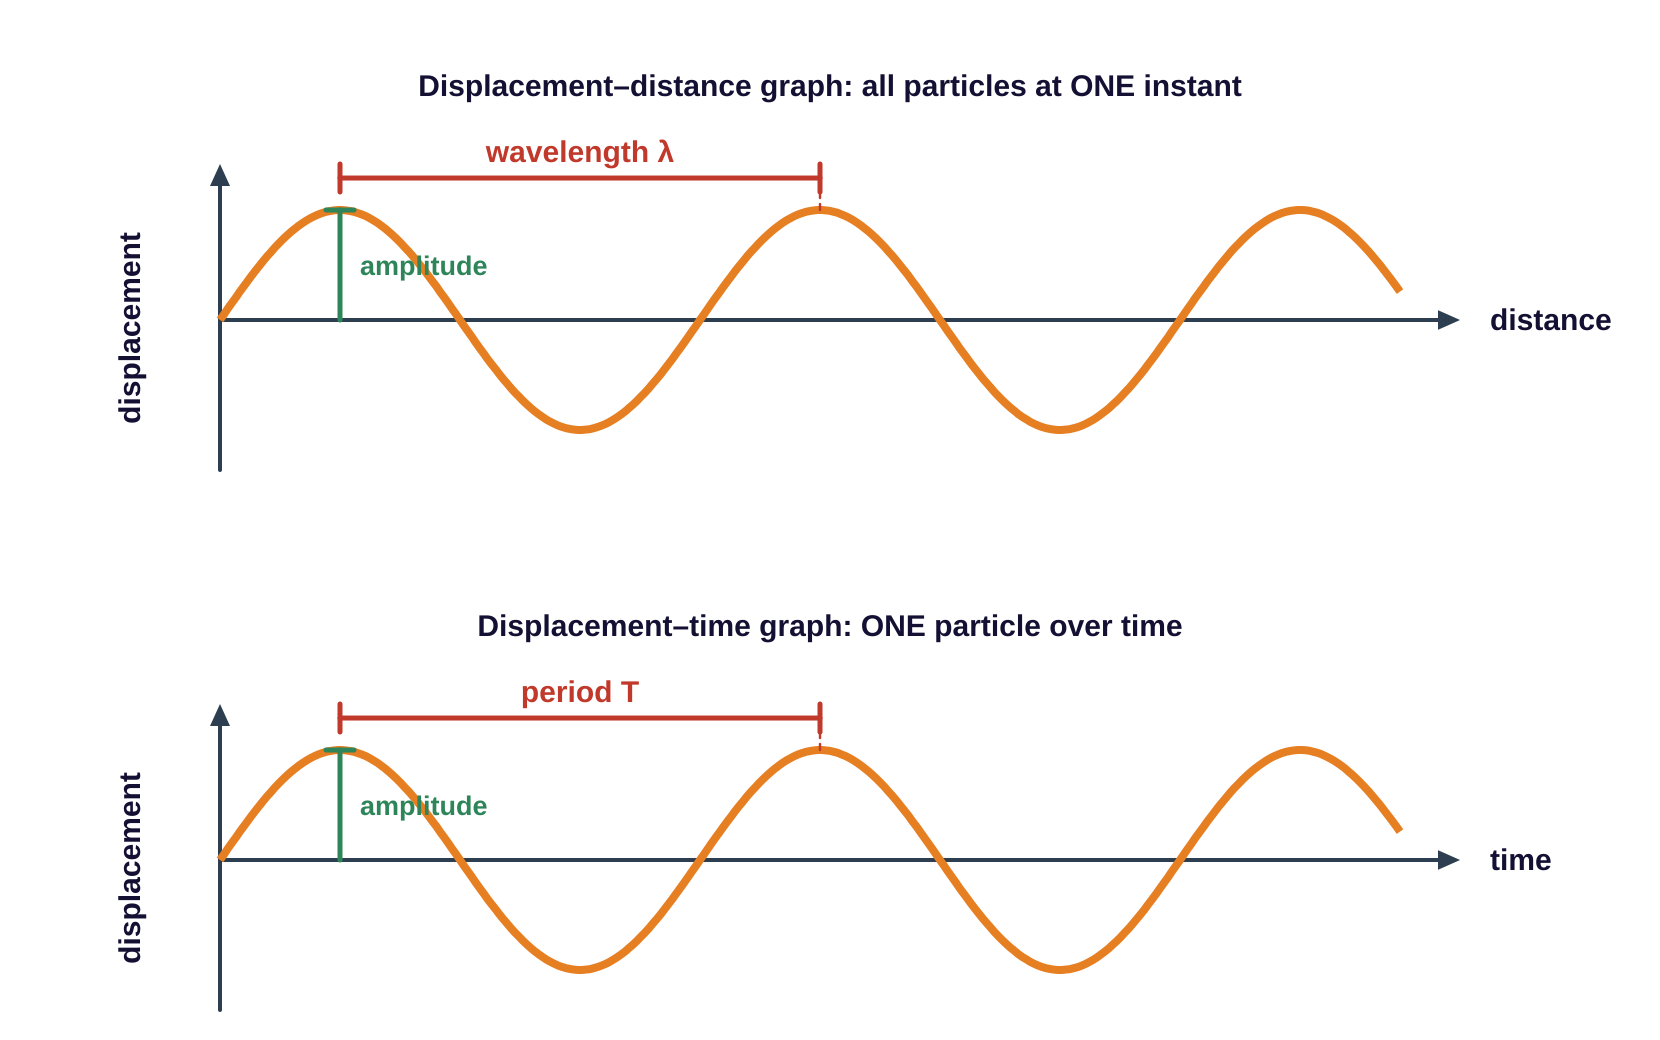 Displacement–distance graph: all particles at ONE instant
wavelength λ
amplitude
displacement
distance
Displacement–time graph: ONE particle over time
period T
amplitude
displacement
time